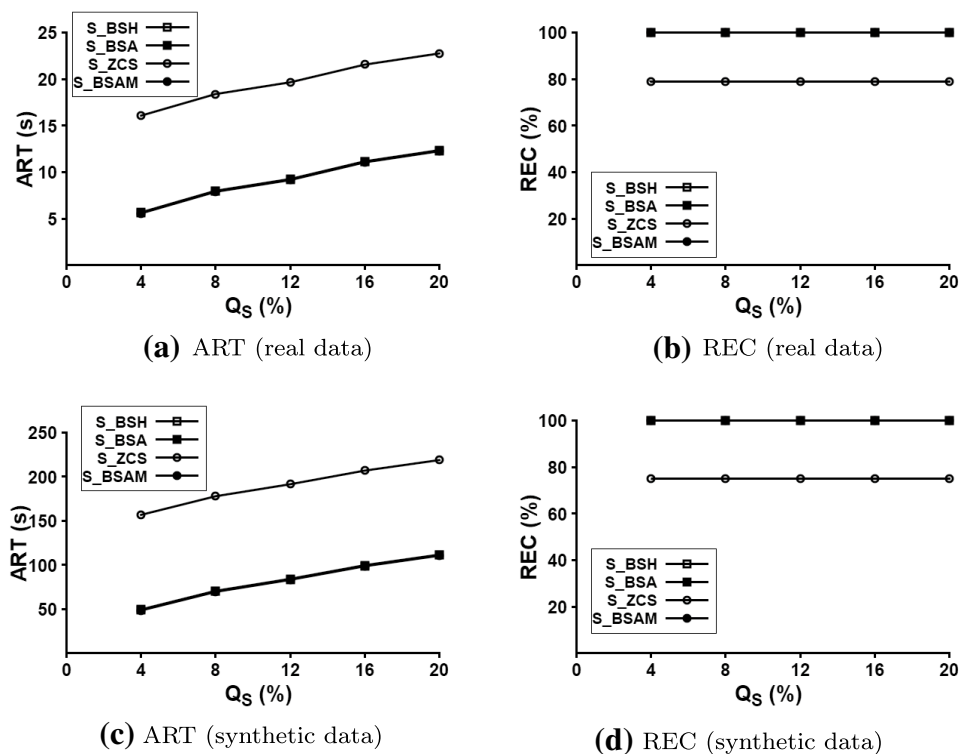 25
20
15
10
5
0
4
8
12
16
20
ART (s)
Q_S (%)
S_BSH
S_BSA
S_ZCS
S_BSAM
(a) ART (real data)
100
80
60
40
20
0
4
8
12
16
20
REC (%)
Q_S (%)
S_BSH
S_BSA
S_ZCS
S_BSAM
(b) REC (real data)
250
200
150
100
50
0
4
8
12
16
20
ART (s)
Q_S (%)
S_BSH
S_BSA
S_ZCS
S_BSAM
(c) ART (synthetic data)
100
80
60
40
20
0
4
8
12
16
20
REC (%)
Q_S (%)
S_BSH
S_BSA
S_ZCS
S_BSAM
(d) REC (synthetic data)